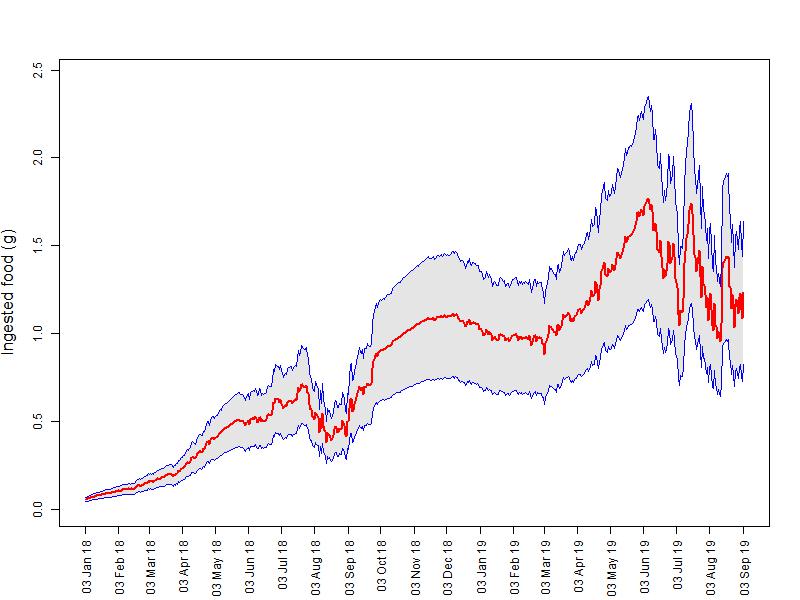 Ingested food (g)
2.5
2.0
1.5
1.0
0.5
0.0
03 Jan 18
03 Feb 18
03 Mar 18
03 Apr 18
03 May 18
03 Jun 18
03 Jul 18
03 Aug 18
03 Sep 18
03 Oct 18
03 Nov 18
03 Dec 18
03 Jan 19
03 Feb 19
03 Mar 19
03 Apr 19
03 May 19
03 Jun 19
03 Jul 19
03 Aug 19
03 Sep 19